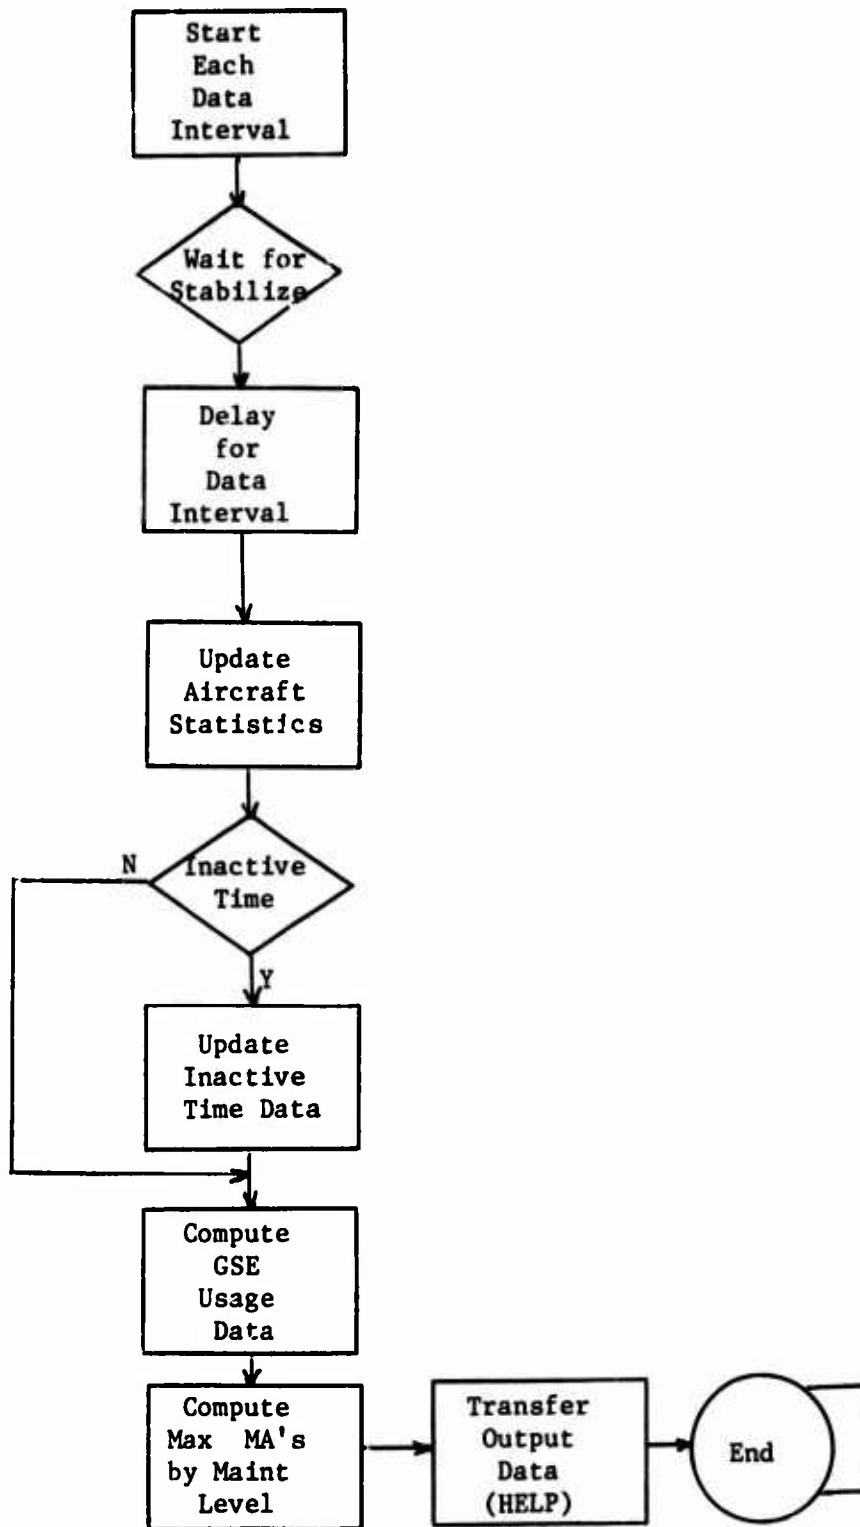 Start
Each
Data
Interval
Wait for
Stabilize
Delay
for
Data
Interval
Update
Aircraft
Statistics
N
Inactive
Time
Y
Update
Inactive
Time Data
Compute
GSE
Usage
Data
Compute
Max MA's
by Maint
Level
Transfer
Output
Data
(HELP)
End